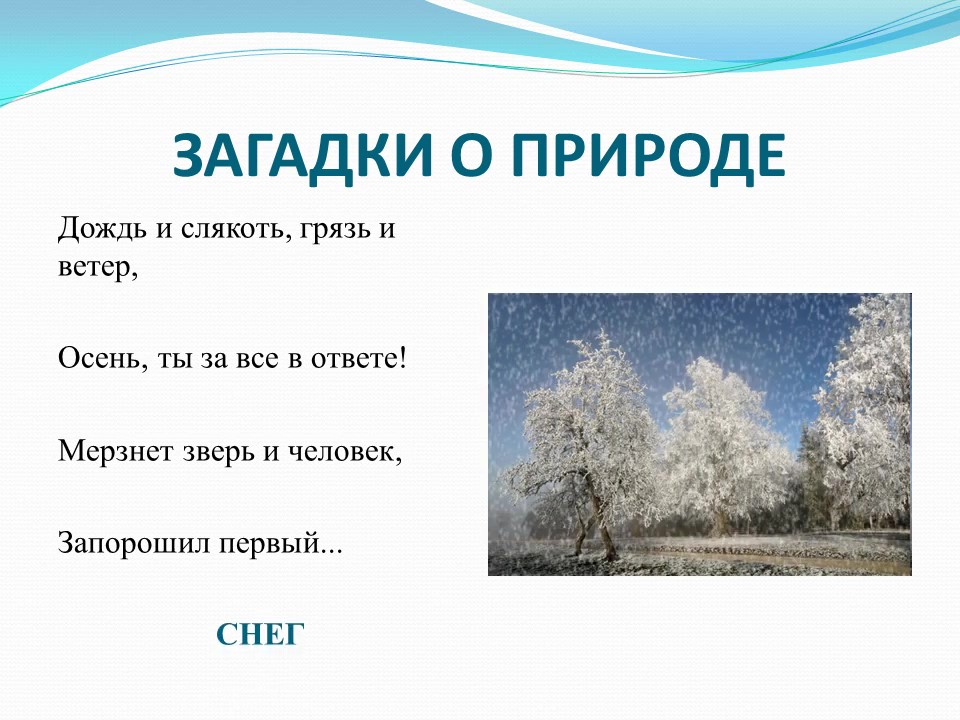 ЗАГАДКИ О ПРИРОДЕ
Дождь и слякоть, грязь и
ветер,
Осень, ты за все в ответе!
Мерзнет зверь и человек,
Запорошил первый...
СНЕГ